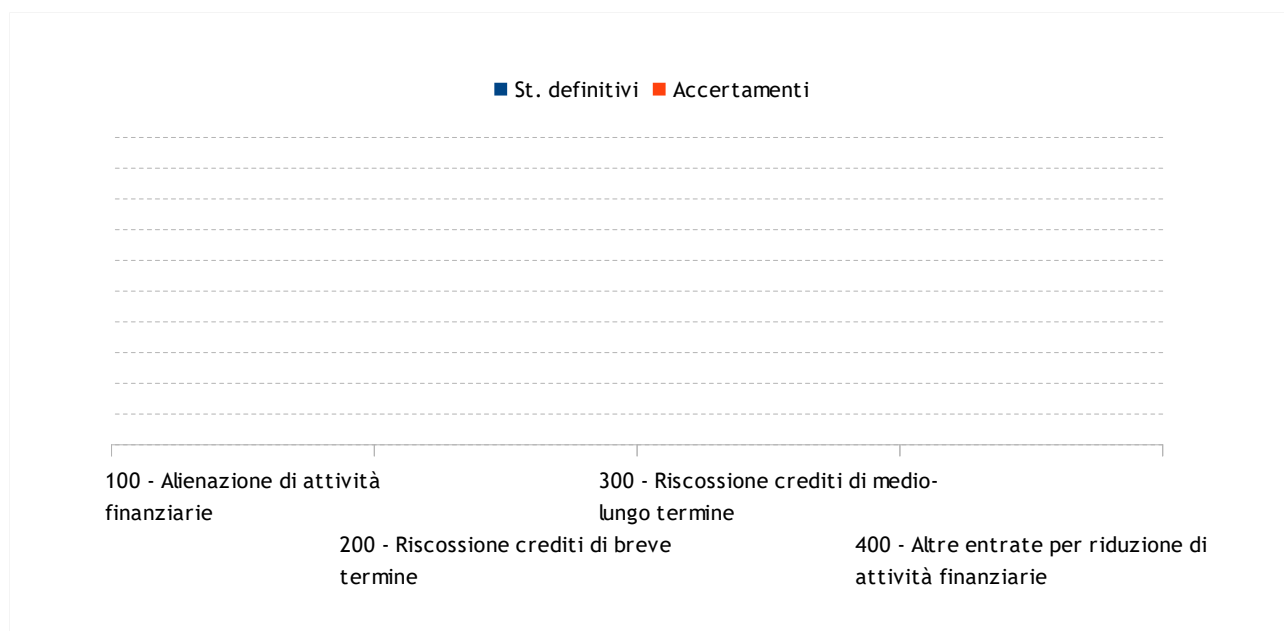 St. definitivi Accertamenti
100 - Alienazione di attività
finanziarie
200 - Riscossione crediti di breve
termine
300 - Riscossione crediti di medio-
lungo termine
400 - Altre entrate per riduzione di
attività finanziarie